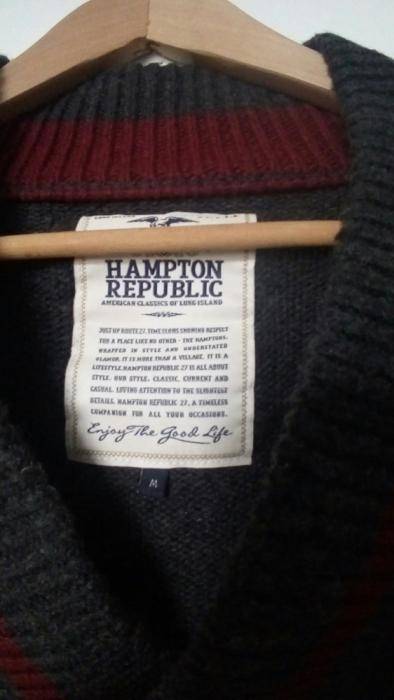 HAMPTON
REPUBLIC
AMERICAN CLASSICS OF LONG ISLAND
JUST UP ROUTE 27, TIME SLOWS SHOWING RESPECT
FOR A PLACE LIKE NO OTHER - THE HAMPTONS.
WRAPPED IN STYLE AND UNDERSTATED
GLAMOR. IT IS MORE THAN A VILLAGE. IT IS A
LIFESTYLE. HAMPTON REPUBLIC 27 IS ALL ABOUT
STYLE. OUR STYLE. CLASSIC, CURRENT AND
CASUAL. LOVING ATTENTION TO THE SLIGHTEST
DETAILS. HAMPTON REPUBLIC 27, A TIMELESS
COMPANION FOR ALL YOUR OCCASIONS.
Enjoy The Good Life
M